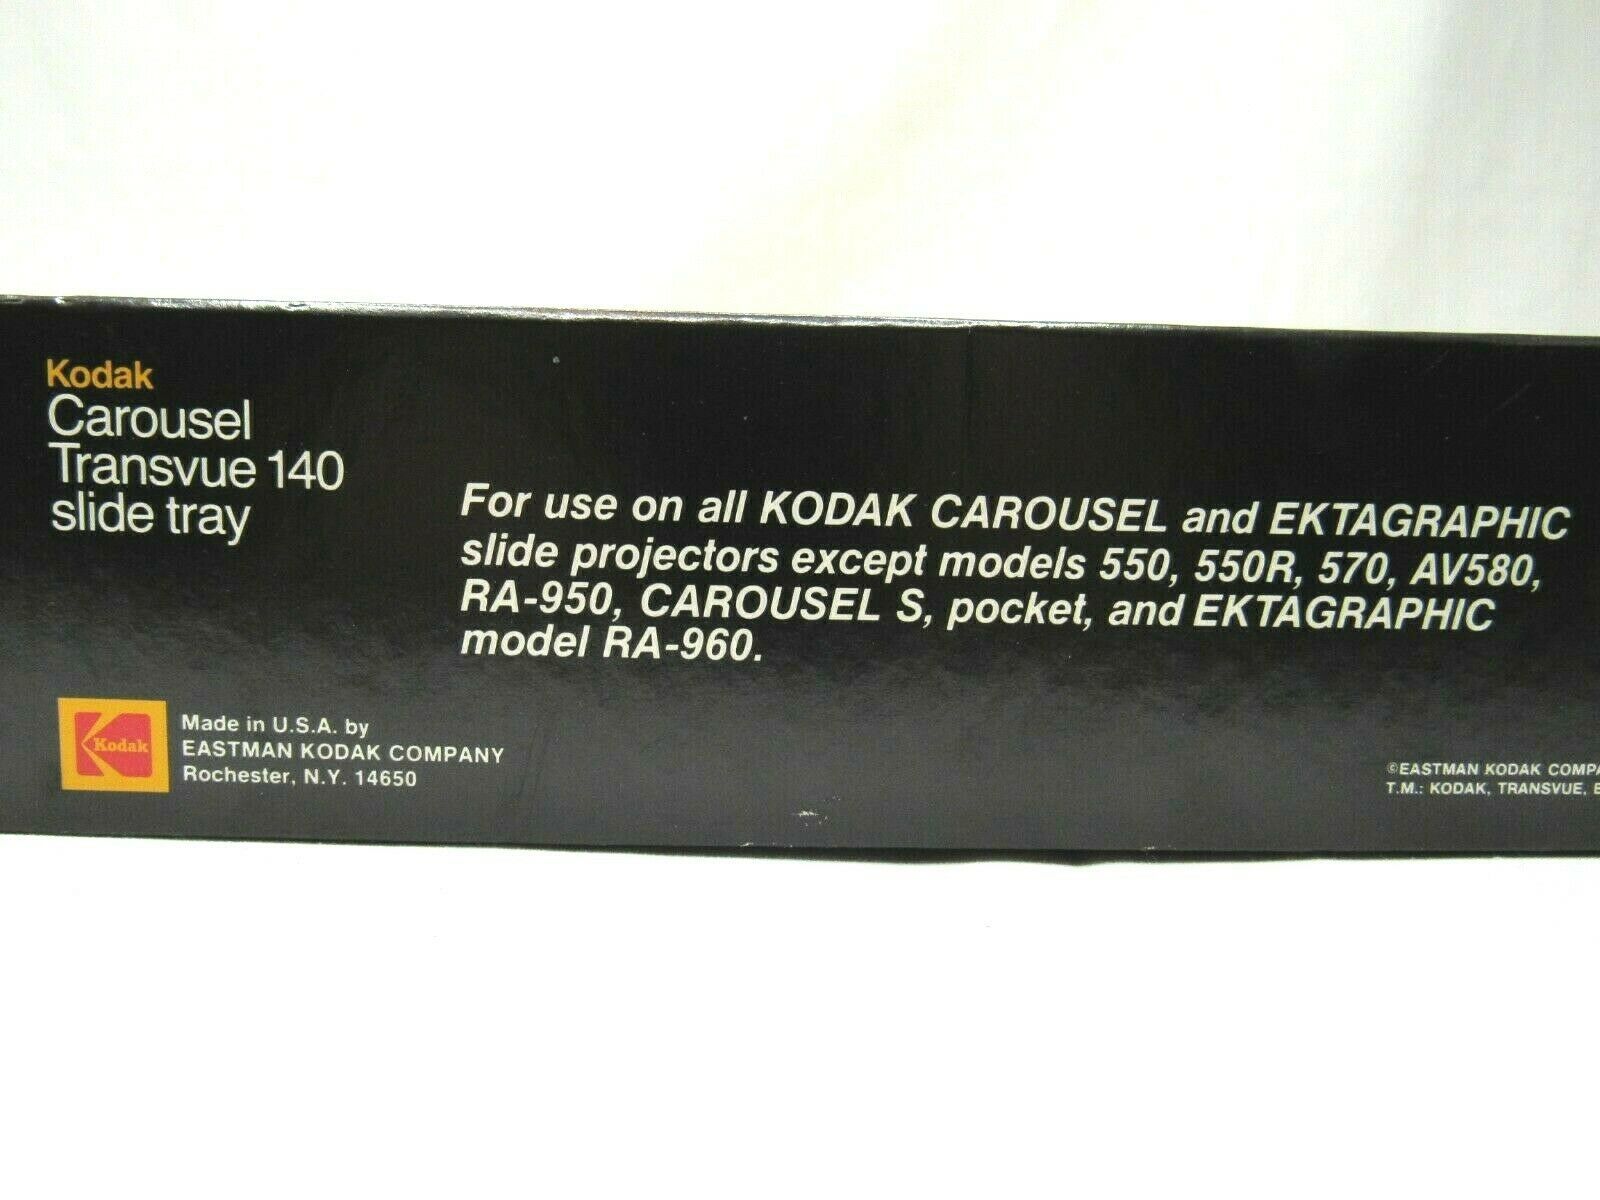 Kodak
Carousel
Transvue 140
slide tray
For use on all KODAK CAROUSEL and EKTAGRAPHIC
slide projectors except models 550, 550R, 570, AV580,
RA-950, CAROUSEL S, pocket, and EKTAGRAPHIC
model RA-960.
Kodak
Made in U.S.A. by
EASTMAN KODAK COMPANY
Rochester, N.Y. 14650
©EASTMAN KODAK
T.M.: KODAK, TRANSVUE,